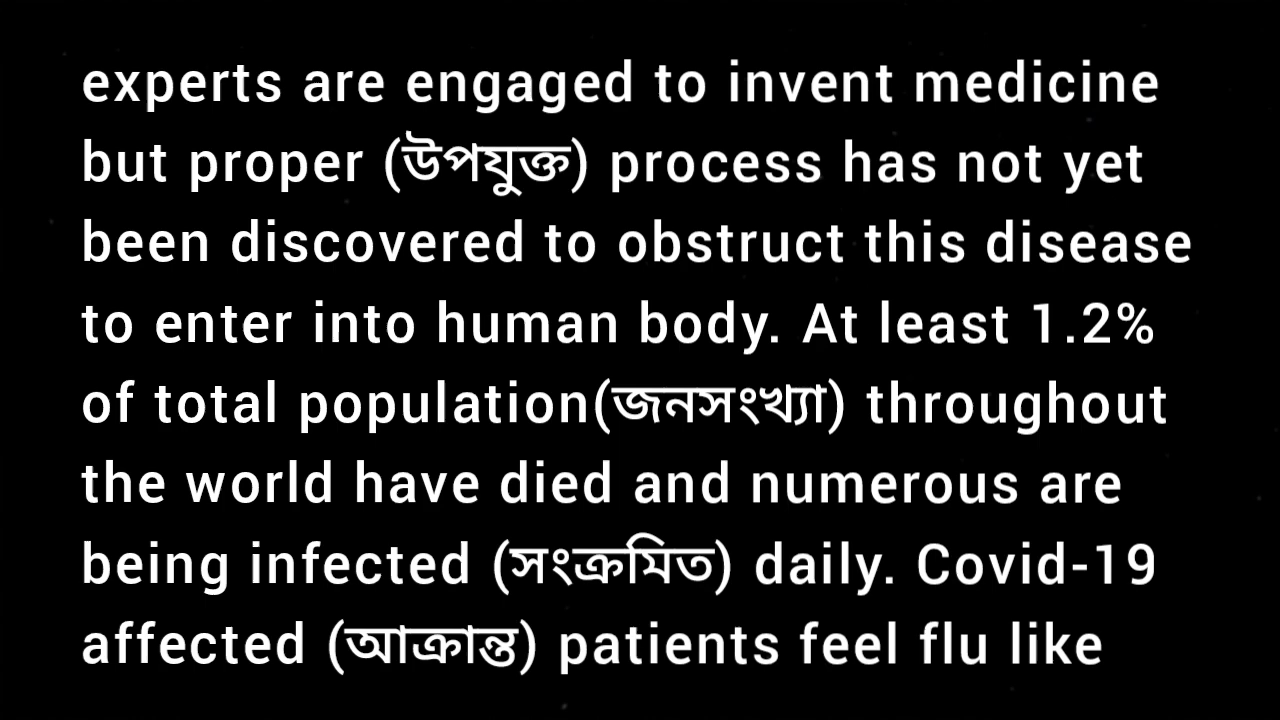 experts are engaged to invent medicine
but proper (উপযুক্ত) process has not yet
been discovered to obstruct this disease
to enter into human body. At least 1.2%
of total population(জনসংখ্যা) throughout
the world have died and numerous are
being infected (সংক্রমিত) daily. Covid-19
affected (আক্রান্ত) patients feel flu like